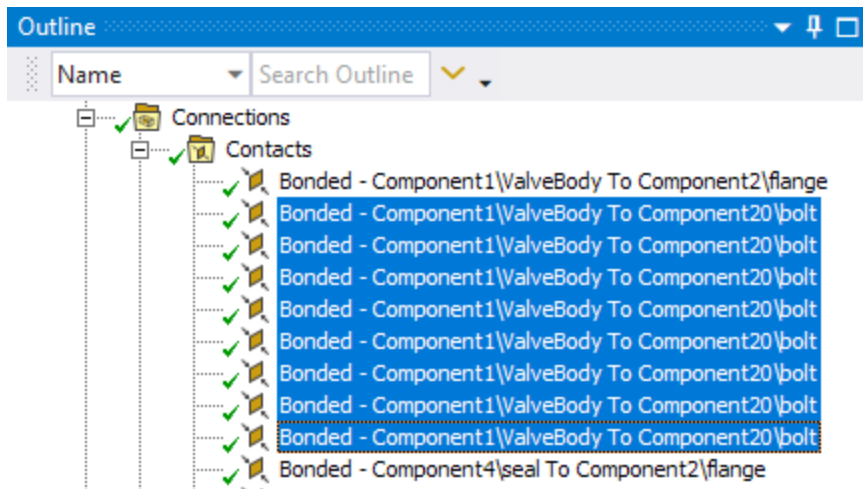 Outline
Name Search Outline
Connections
Contacts
Bonded - Component1\ValveBody To Component2\flange
Bonded - Component1\ValveBody To Component20\bolt
Bonded - Component1\ValveBody To Component20\bolt
Bonded - Component1\ValveBody To Component20\bolt
Bonded - Component1\ValveBody To Component20\bolt
Bonded - Component1\ValveBody To Component20\bolt
Bonded - Component1\ValveBody To Component20\bolt
Bonded - Component1\ValveBody To Component20\bolt
Bonded - Component1\ValveBody To Component20\bolt
Bonded - Component4\seal To Component2\flange